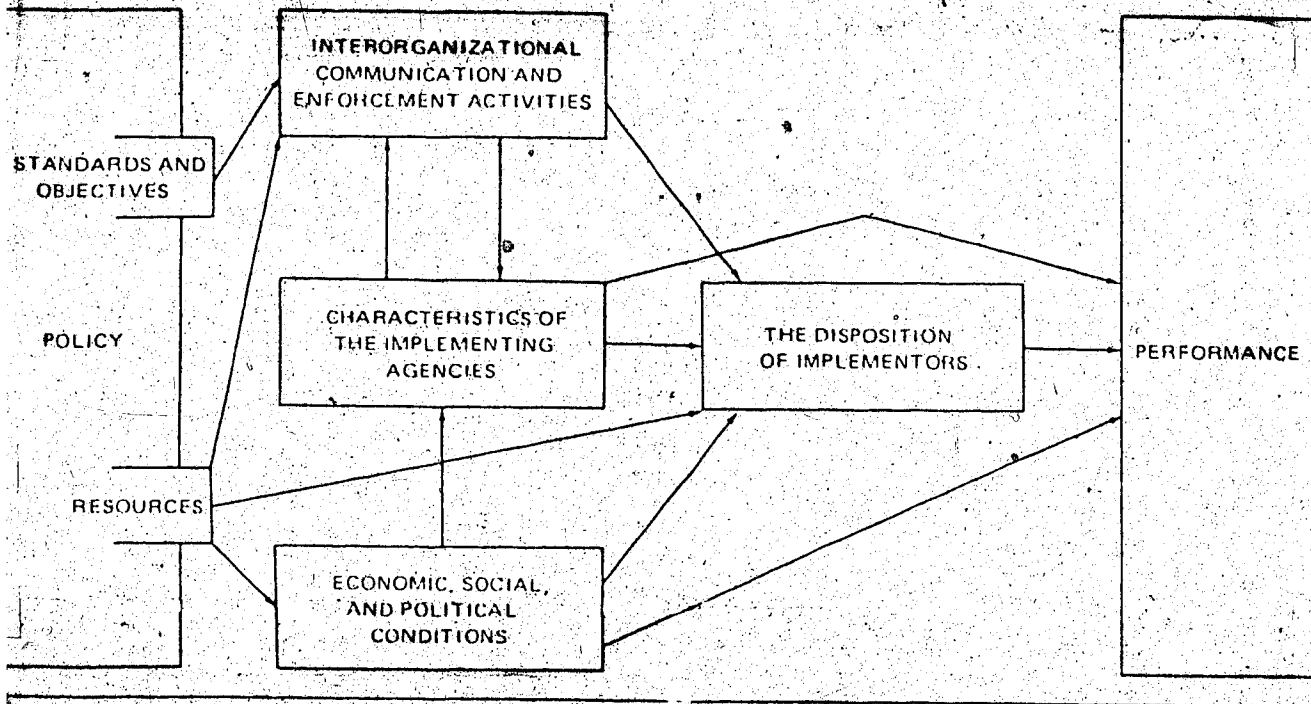 INTERORGANIZATIONAL
COMMUNICATION AND
ENFORCEMENT ACTIVITIES
STANDARDS AND
OBJECTIVES
POLICY
CHARACTERISTICS OF
THE IMPLEMENTING
AGENCIES
THE DISPOSITION
OF IMPLEMENTORS
PERFORMANCE
RESOURCES
ECONOMIC, SOCIAL,
AND POLITICAL
CONDITIONS